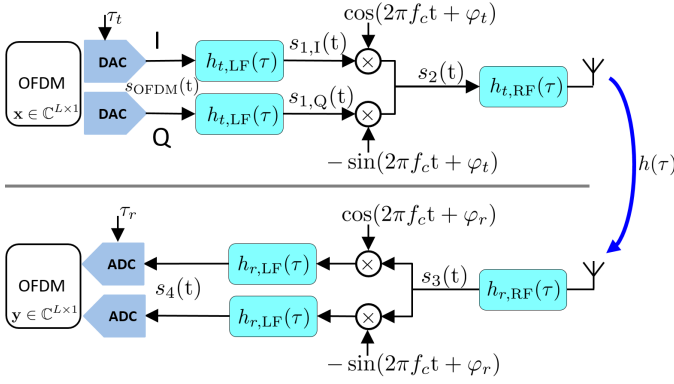 τ_t
I
cos(2πf_c t + φ_t)
OFDM
x ∈ ℂ^{L×1}
DAC
h_{t,LF}(τ)
s_{1,I}(t)
×
s_OFDM(t)
s_2(t)
h_{t,RF}(τ)
DAC
h_{t,LF}(τ)
s_{1,Q}(t)
×
Q
− sin(2πf_c t + φ_t)
h(τ)
τ_r
cos(2πf_c t + φ_r)
OFDM
y ∈ ℂ^{L×1}
ADC
h_{r,LF}(τ)
×
s_4(t)
s_3(t)
h_{r,RF}(τ)
ADC
h_{r,LF}(τ)
×
− sin(2πf_c t + φ_r)